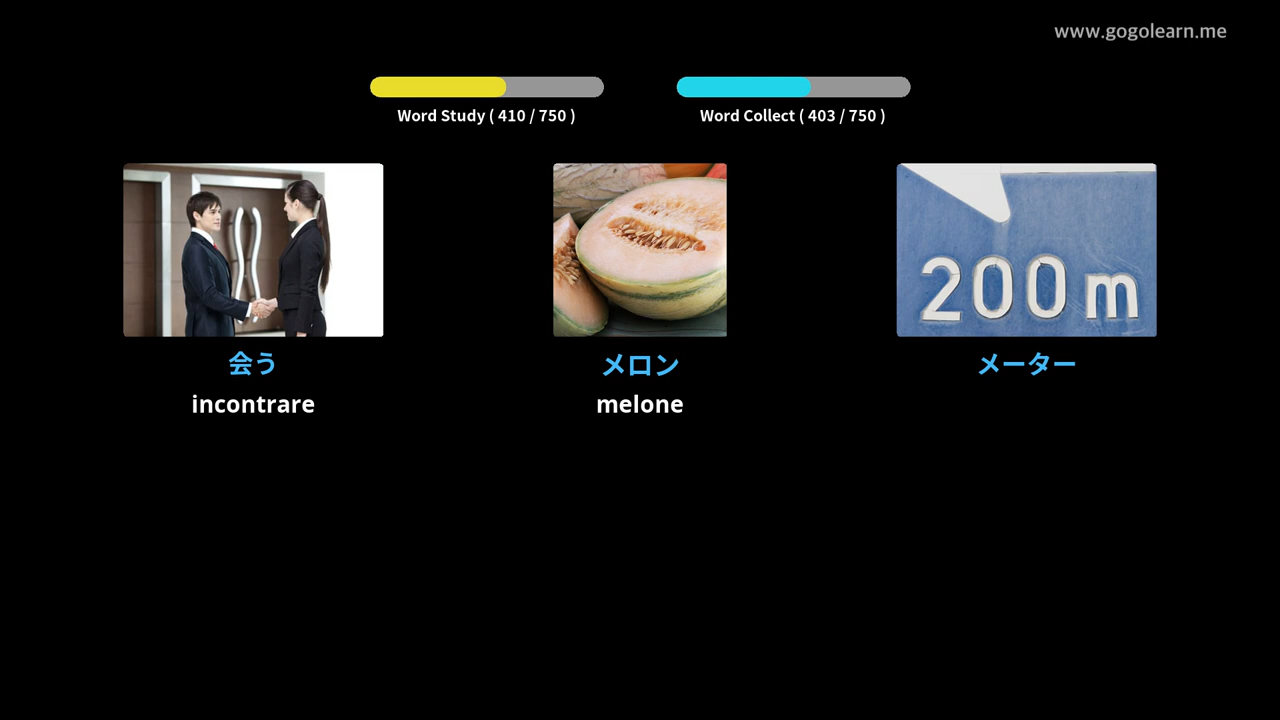 www.gogolearn.me
Word Study ( 410 / 750 )
Word Collect ( 403 / 750 )
200 m
会う
メロン
メーター
incontrare
melone